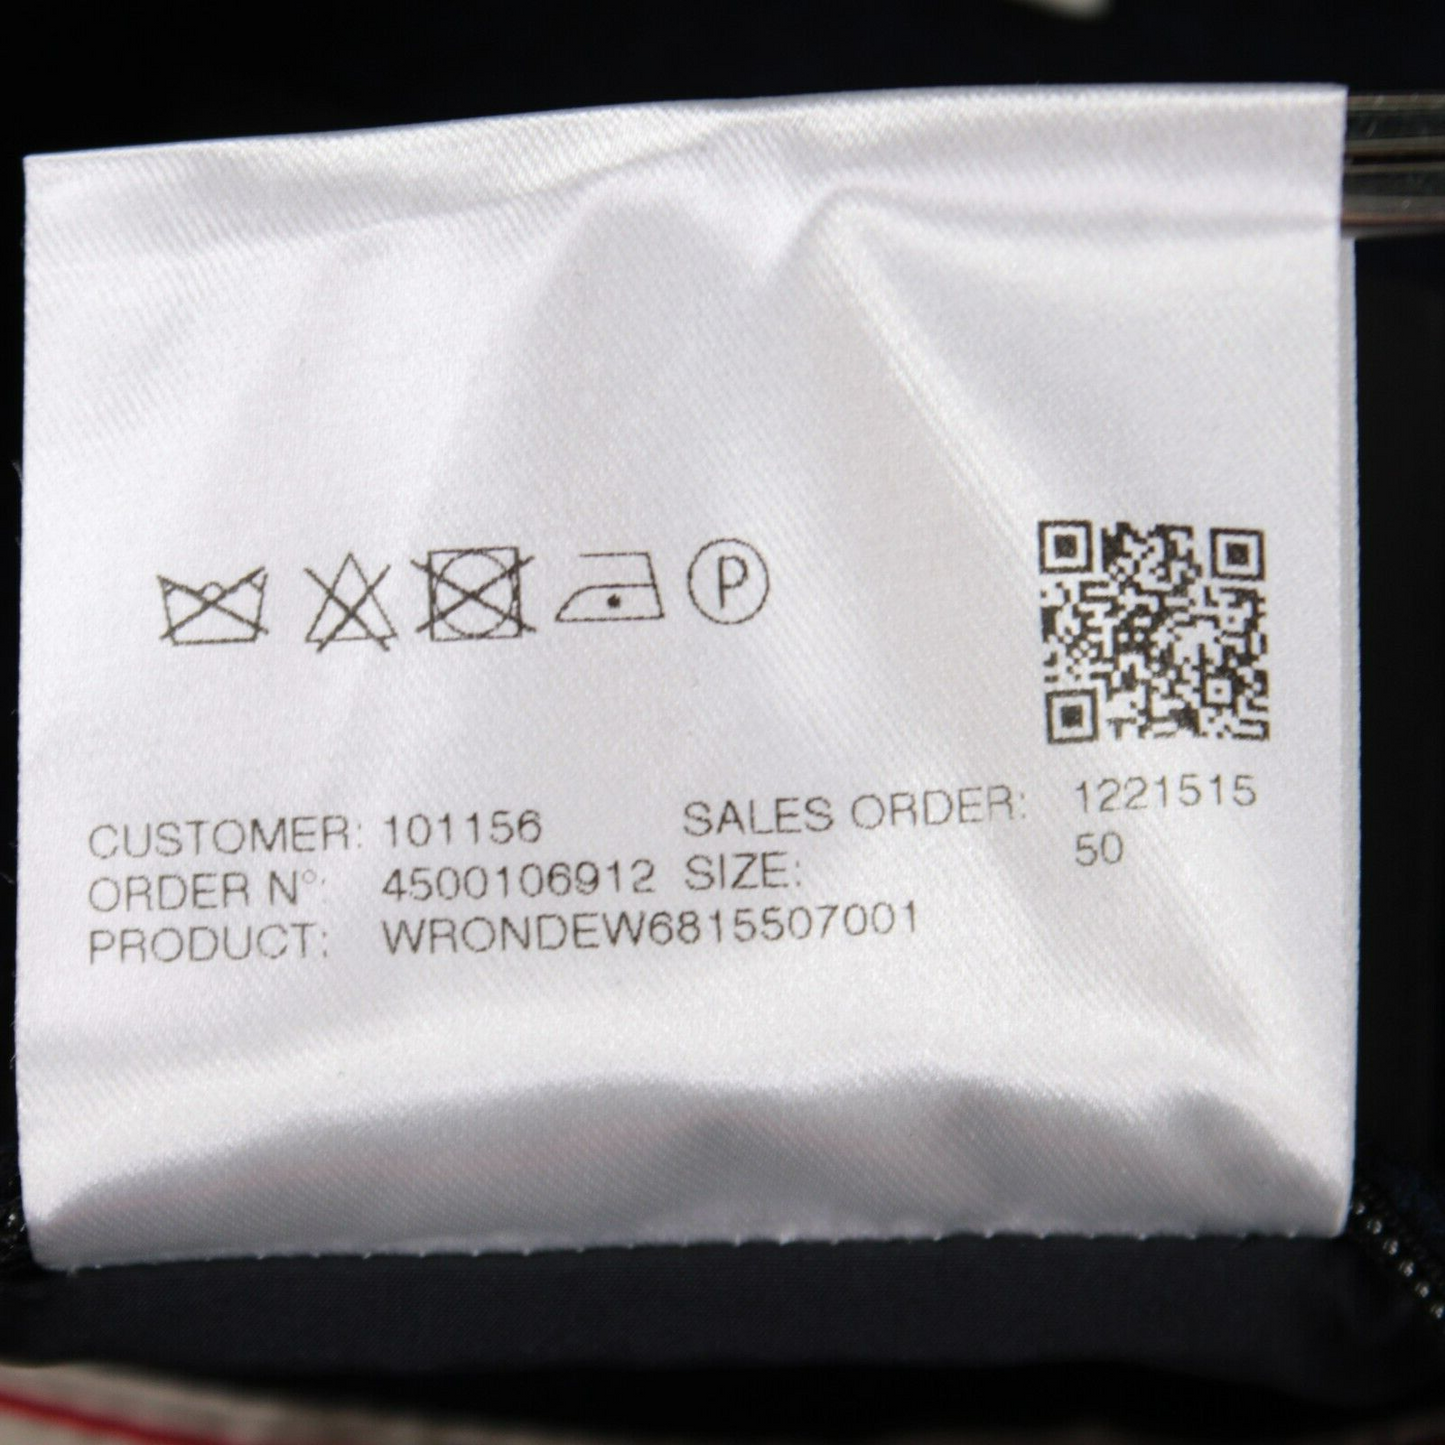 P
CUSTOMER: 101156 SALES ORDER: 1221515
ORDER N°: 4500106912 SIZE: 50
PRODUCT: WRONDEW6815507001